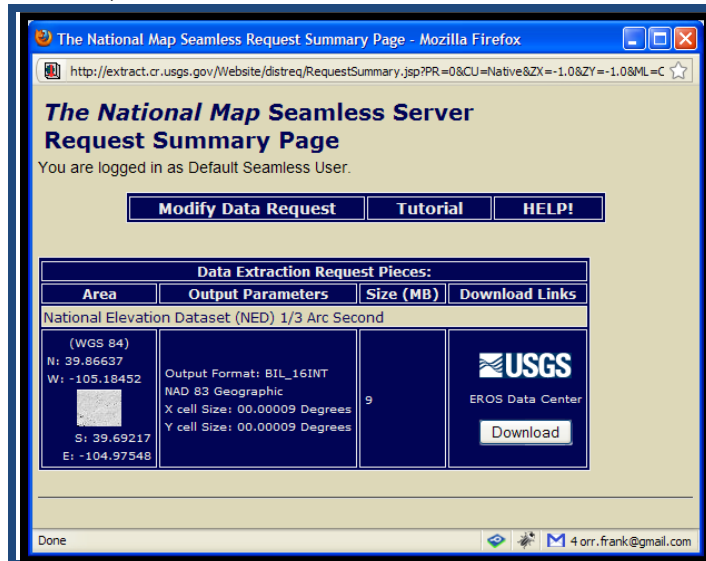 The National Map Seamless Request Summary Page - Mozilla Firefox
http://extract.cr.usgs.gov/Website/distreq/RequestSummary.jsp?PR=0&CU=Native&ZX=-1.0&ZY=-1.0&ML=C
The National Map Seamless Server
Request Summary Page
You are logged in as Default Seamless User.
Modify Data Request Tutorial HELP!
Data Extraction Request Pieces:
Area Output Parameters Size (MB) Download Links
National Elevation Dataset (NED) 1/3 Arc Second
(WGS 84)
N: 39.86637
W: -105.18452
S: 39.69217
E: -104.97548
Output Format: BIL_16INT
NAD 83 Geographic
X cell Size: 00.00009 Degrees
Y cell Size: 00.00009 Degrees
9
USGS
EROS Data Center
Download
Done
4 orr.frank@gmail.com